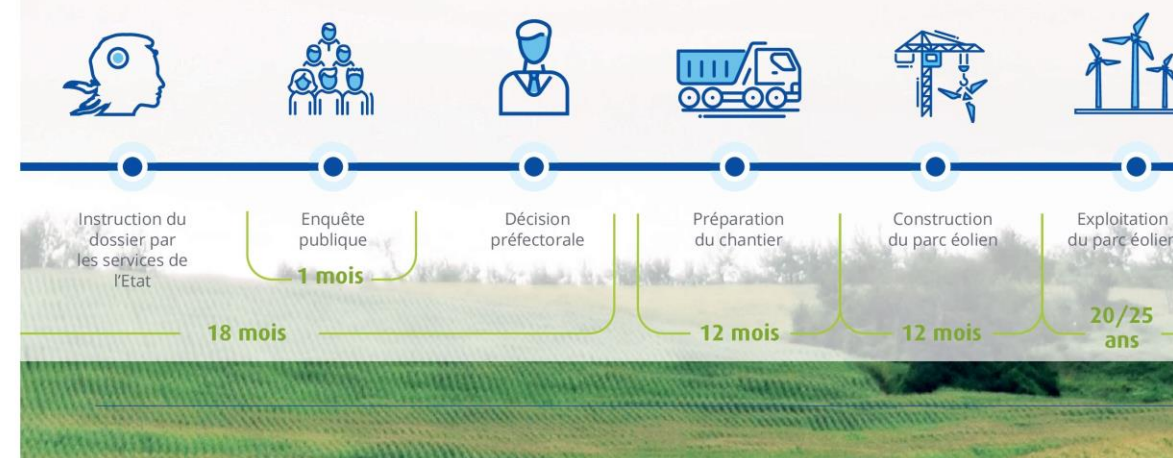 Instruction du
dossier par
les services de
l'Etat
Enquête
publique
1 mois
Décision
préfectorale
18 mois
Préparation
du chantier
12 mois
Construction
du parc éolien
12 mois
Exploitation
du parc éolien
20/25
ans